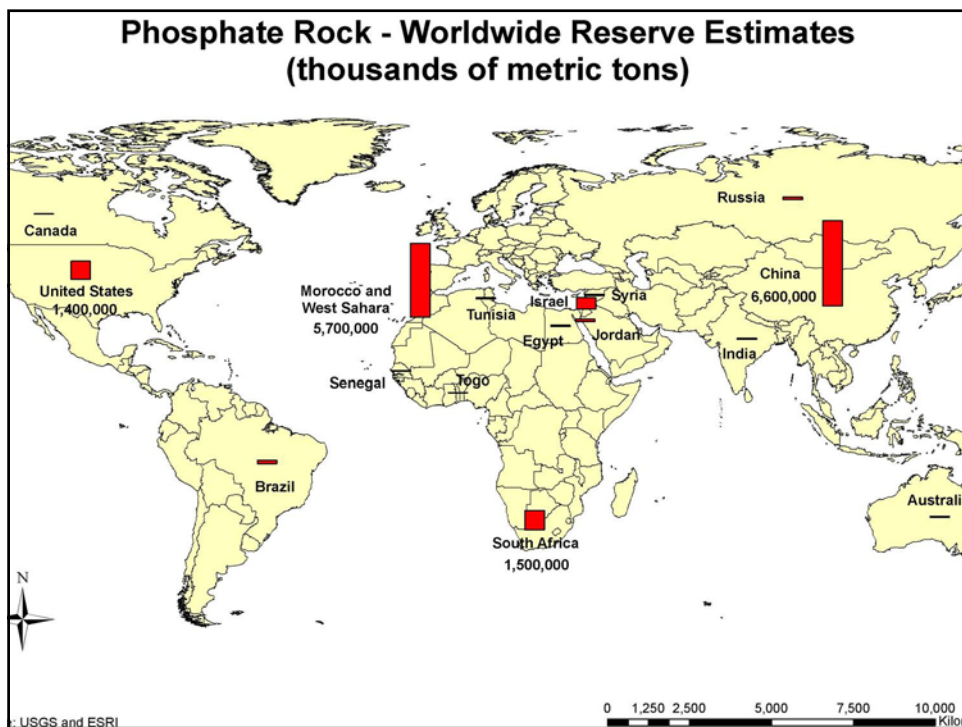 Phosphate Rock - Worldwide Reserve Estimates
(thousands of metric tons)
Russia
Canada
China
6,600,000
United States
1,400,000
Morocco and
West Sahara
5,700,000
Israel
Syria
Tunisia
Egypt
Jordan
India
Senegal
Togo
Brazil
Australi
South Africa
1,500,000
N
: USGS and ESRI
0 1,250 2,500 5,000 7,500 10,000
Kilo